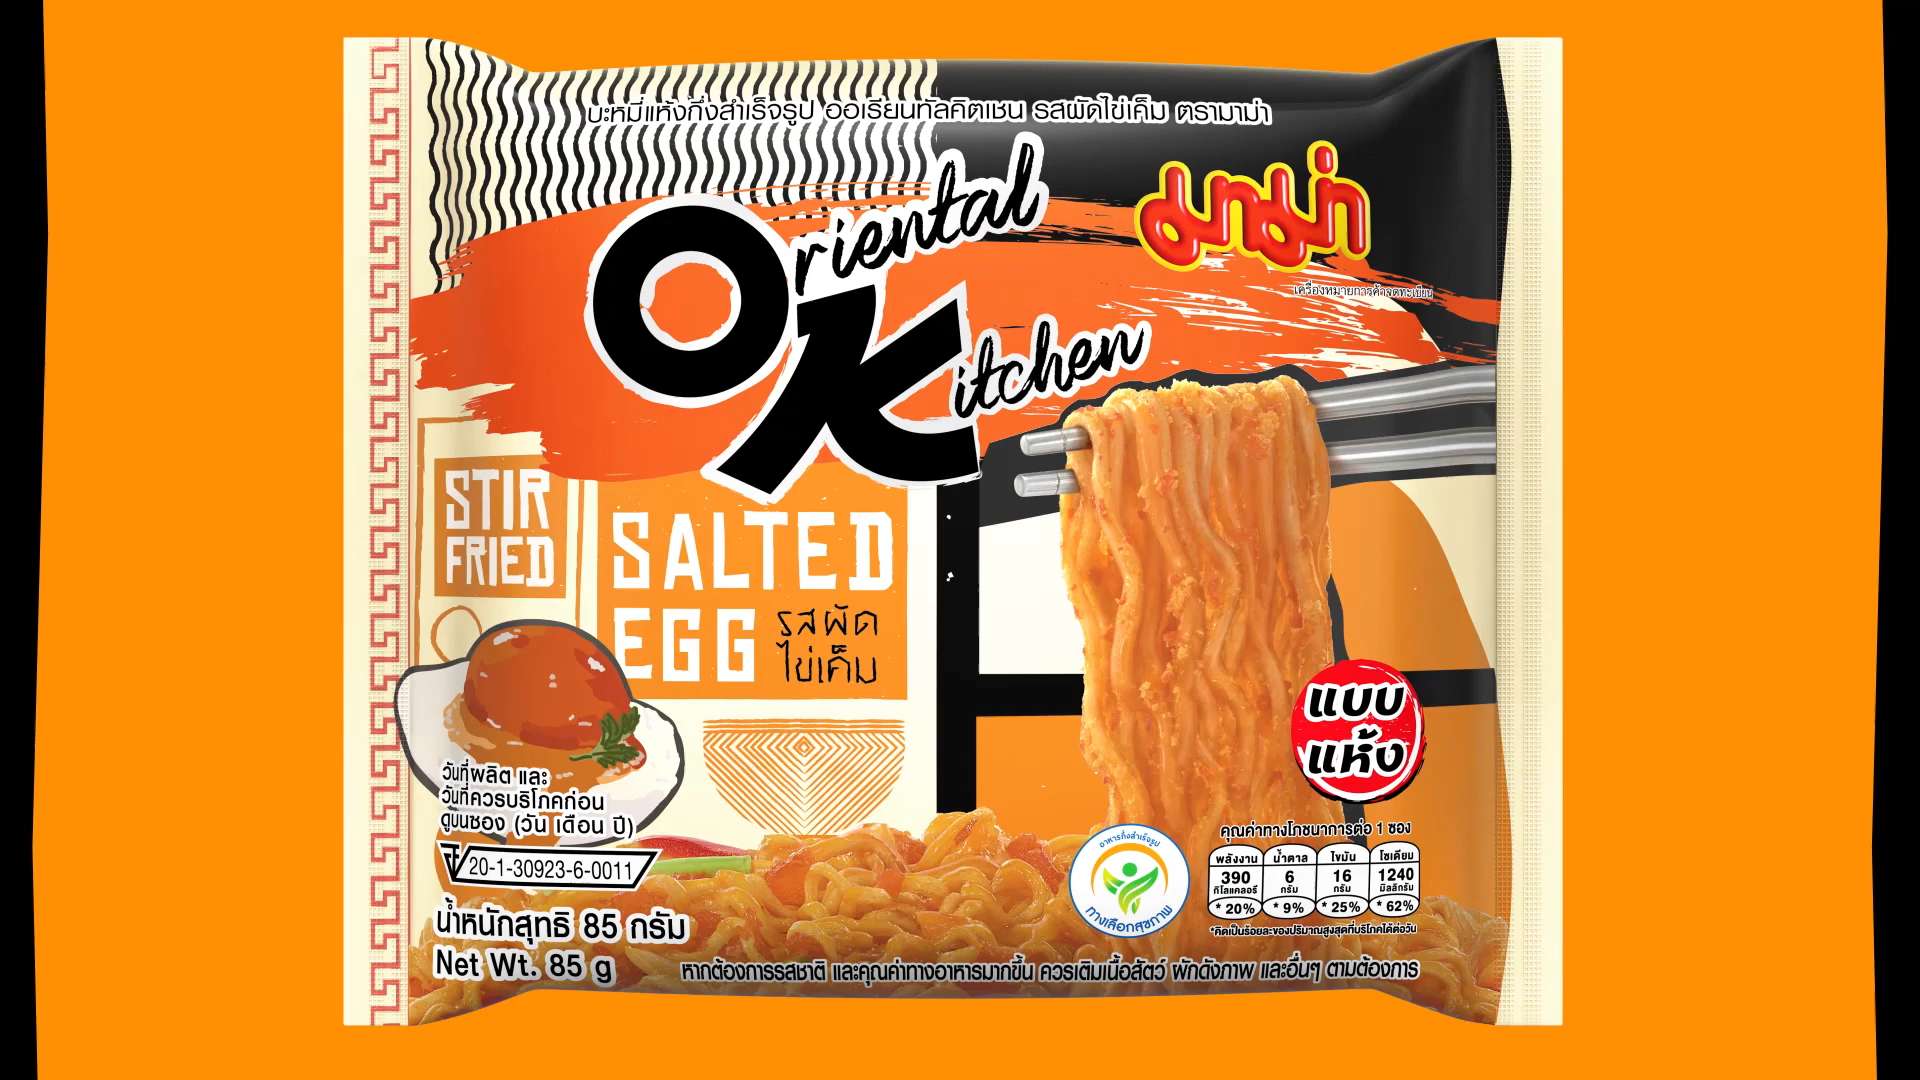 บะหมี่แห้งกึ่งสำเร็จรูป ออเรียนทัลคิตเชน รสผัดไข่เค็ม ตรามาม่า
มาม่า
เครื่องหมายการค้าจดทะเบียน
Oriental
Kitchen
STIR
FRIED
SALTED
EGG
รสผัด
ไข่เค็ม
แบบ
แห้ง
วันที่ผลิต และ
วันที่ควรบริโภคก่อน
ดูบนซอง (วัน เดือน ปี)
20-1-30923-6-0011
น้ำหนักสุทธิ 85 กรัม
Net Wt. 85 g
อาหารกึ่งสำเร็จรูป
ทางเลือกสุขภาพ
คุณค่าทางโภชนาการต่อ 1 ซอง
พลังงาน น้ำตาล ไขมัน โซเดียม
390 6 16 1240
กิโลแคลอรี กรัม กรัม มิลลิกรัม
* 20% * 9% * 25% * 62%
*คิดเป็นร้อยละของปริมาณสูงสุดที่บริโภคได้ต่อวัน
หากต้องการรสชาติ และคุณค่าทางอาหารมากขึ้น ควรเติมเนื้อสัตว์ ผักดังภาพ และอื่นๆ ตามต้องการ